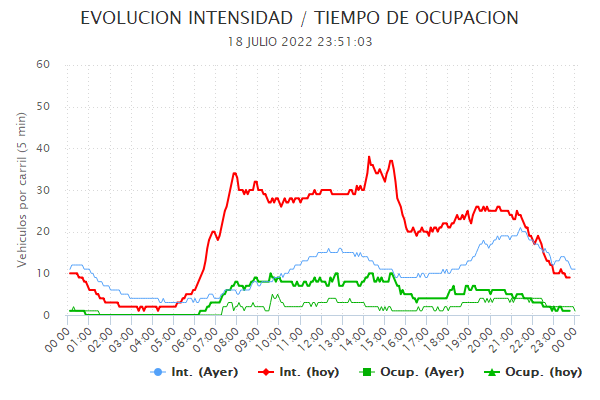 EVOLUCION INTENSIDAD / TIEMPO DE OCUPACION
18 JULIO 2022 23:51:03
Vehiculos por carril (5 min)
60
50
40
30
20
10
0
00:00 01:00 02:00 03:00 04:00 05:00 06:00 07:00 08:00 09:00 10:00 11:00 12:00 13:00 14:00 15:00 16:00 17:00 18:00 19:00 20:00 21:00 22:00 23:00 00:00
Int. (Ayer) Int. (hoy) Ocup. (Ayer) Ocup. (hoy)